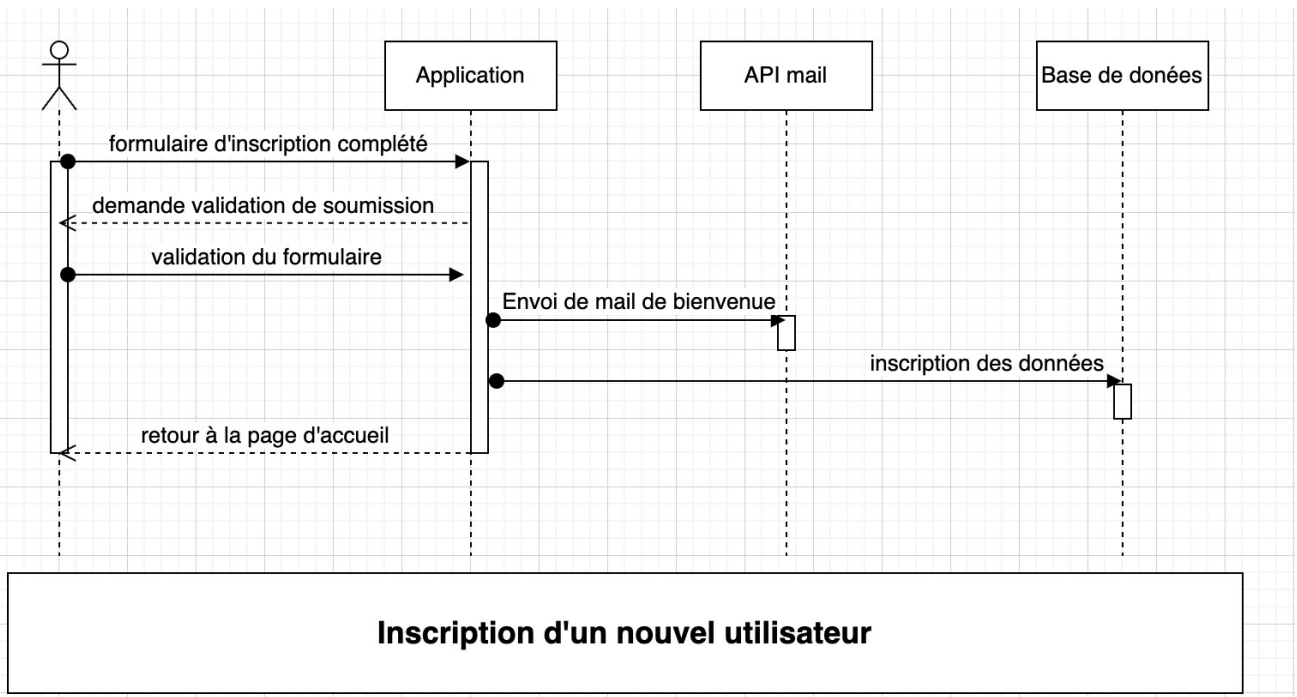 Application
API mail
Base de donées
formulaire d'inscription complété
demande validation de soumission
validation du formulaire
Envoi de mail de bienvenue
inscription des données
retour à la page d'accueil
Inscription d'un nouvel utilisateur